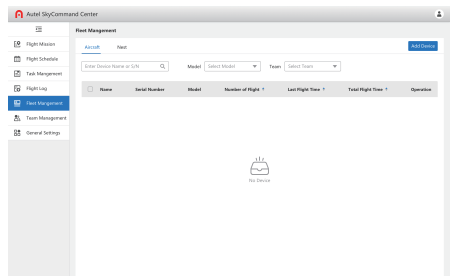 Autel SkyCommand Center
Fleet Mangement
Flight Mission
Flight Schedule
Task Mangement
Flight Log
Fleet Mangement
Team Management
General Settings
Aircraft
Nest
Add Device
Enter Device Name or S/N
Model
Select Model
Team
Select Team
Name
Serial Number
Model
Number of Flight
Last Flight Time
Total Flight Time
Operation
No Device